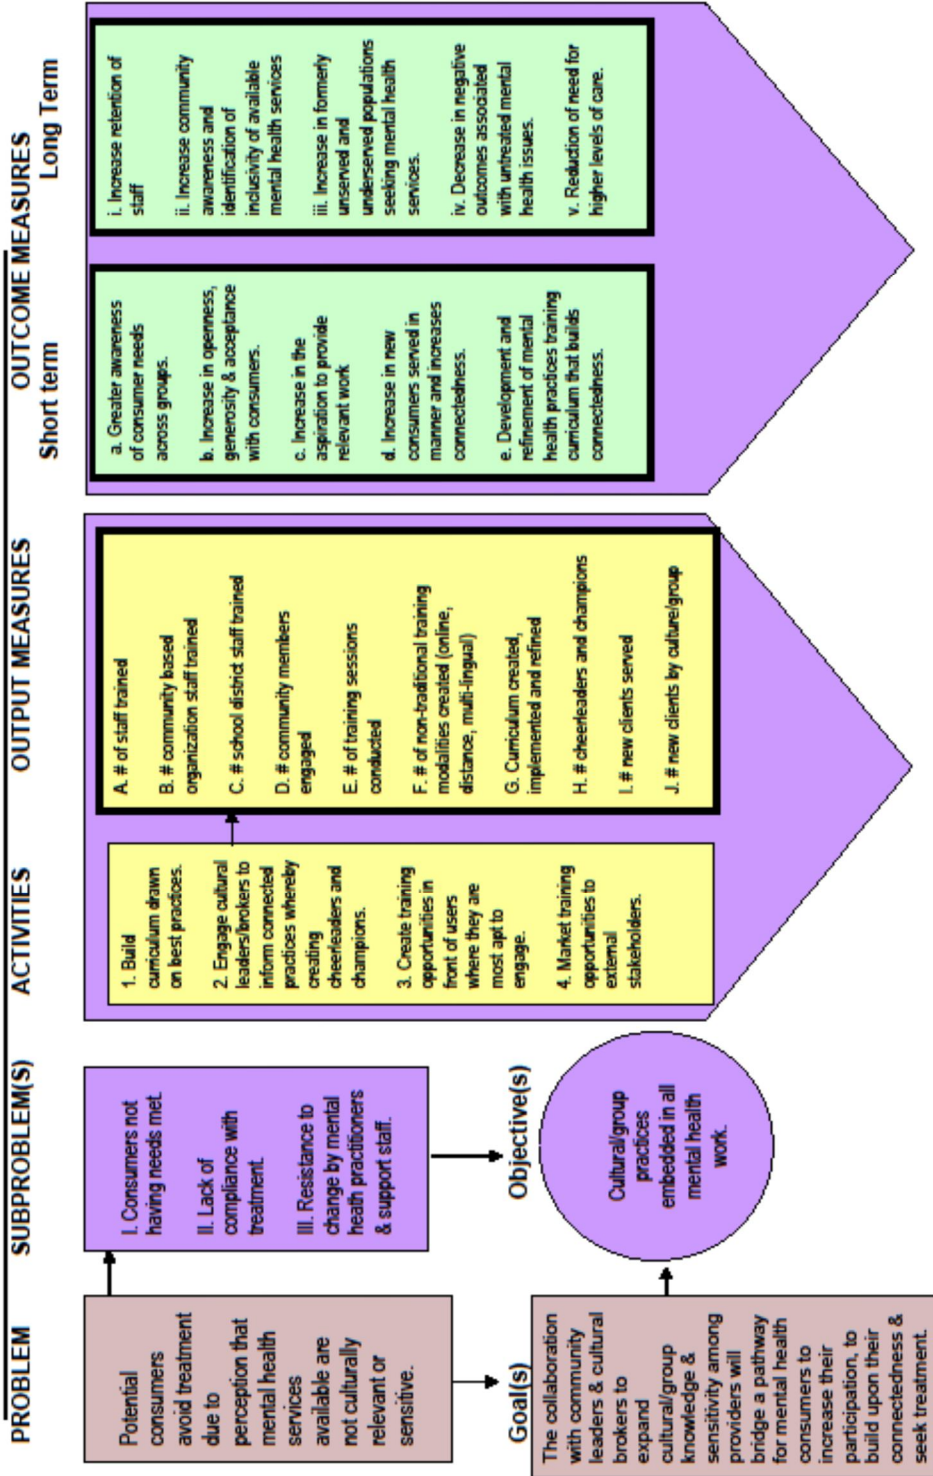 PROBLEM
SUBPROBLEM(S)
ACTIVITIES
OUTPUT MEASURES
OUTCOME MEASURES
Short term
Long Term
Potential
consumers
avoid treatment
due to
perception that
mental health
services
available are
not culturally
relevant or
sensitive.
Goal(s)
The collaboration
with community
leaders & cultural
brokers to
expand
cultural/group
knowledge &
sensitivity among
providers will
bridge a pathway
for mental health
consumers to
increase their
participation, to
build upon their
connectedness &
seek treatment.
I. Consumers not
having needs met.
II. Lack of
compliance with
treatment.
III. Resistance to
change by mental
heath practitioners
& support staff.
Objective(s)
Cultural/group
practices
embedded in all
mental health
work.
1. Build
curriculum drawn
on best practices.
2. Engage cultural
leaders/brokers to
inform connected
practices whereby
creating
cheerleaders and
champions.
3. Create training
opportunities in
front of users
where they are
most apt to
engage.
4. Market training
opportunities to
external
stakeholders.
A. # of staff trained
B. # community based
organization staff trained
C. # school district staff trained
D. # community members
engaged
E. # of training sessions
conducted
F. # of non-traditional training
modalities created (online,
distance, multi-lingual)
G. Curriculum created,
implemented and refined
H. # cheerleaders and champions
I. # new clients served
J. # new clients by culture/group
a. Greater awareness
of consumer needs
across groups.
b. Increase in openness,
generosity & acceptance
with consumers.
c. Increase in the
aspiration to provide
relevant work
d. Increase in new
consumers served in
manner and increases
connectedness.
e. Development and
refinement of mental
health practices training
curriculum that builds
connectedness.
i. Increase retention of
staff
ii. Increase community
awareness and
identification of
inclusivity of available
mental health services
iii. Increase in formerly
unserved and
underserved populations
seeking mental health
services.
iv. Decrease in negative
outcomes associated
with untreated mental
health issues.
v. Reduction of need for
higher levels of care.